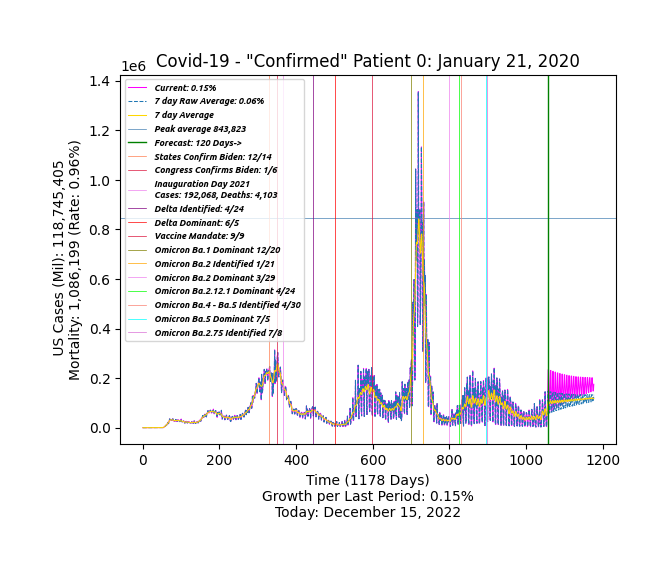 Covid-19 - "Confirmed" Patient 0: January 21, 2020
1e6
1.4
1.2
1.0
0.8
0.6
0.4
0.2
0.0
US Cases (Mil): 118,745,405
Mortality: 1,086,199 (Rate: 0.96%)
Current: 0.15%
7 day Raw Average: 0.06%
7 day Average
Peak average 843,823
Forecast: 120 Days->
States Confirm Biden: 12/14
Congress Confirms Biden: 1/6
Inauguration Day 2021
Cases: 192,068, Deaths: 4,103
Delta Identified: 4/24
Delta Dominant: 6/5
Vaccine Mandate: 9/9
Omicron Ba.1 Dominant 12/20
Omicron Ba.2 Identified 1/21
Omicron Ba.2 Dominant 3/29
Omicron Ba.2.12.1 Dominant 4/24
Omicron Ba.4 - Ba.5 Identified 4/30
Omicron Ba.5 Dominant 7/5
Omicron Ba.2.75 Identified 7/8
0 200 400 600 800 1000 1200
Time (1178 Days)
Growth per Last Period: 0.15%
Today: December 15, 2022